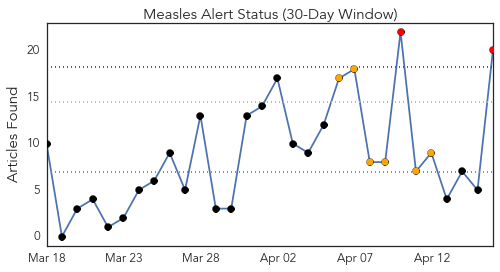 Measles Alert Status (30-Day Window)
Articles Found
20
15
10
5
0
Mar 18 Mar 23 Mar 28 Apr 02 Apr 07 Apr 12